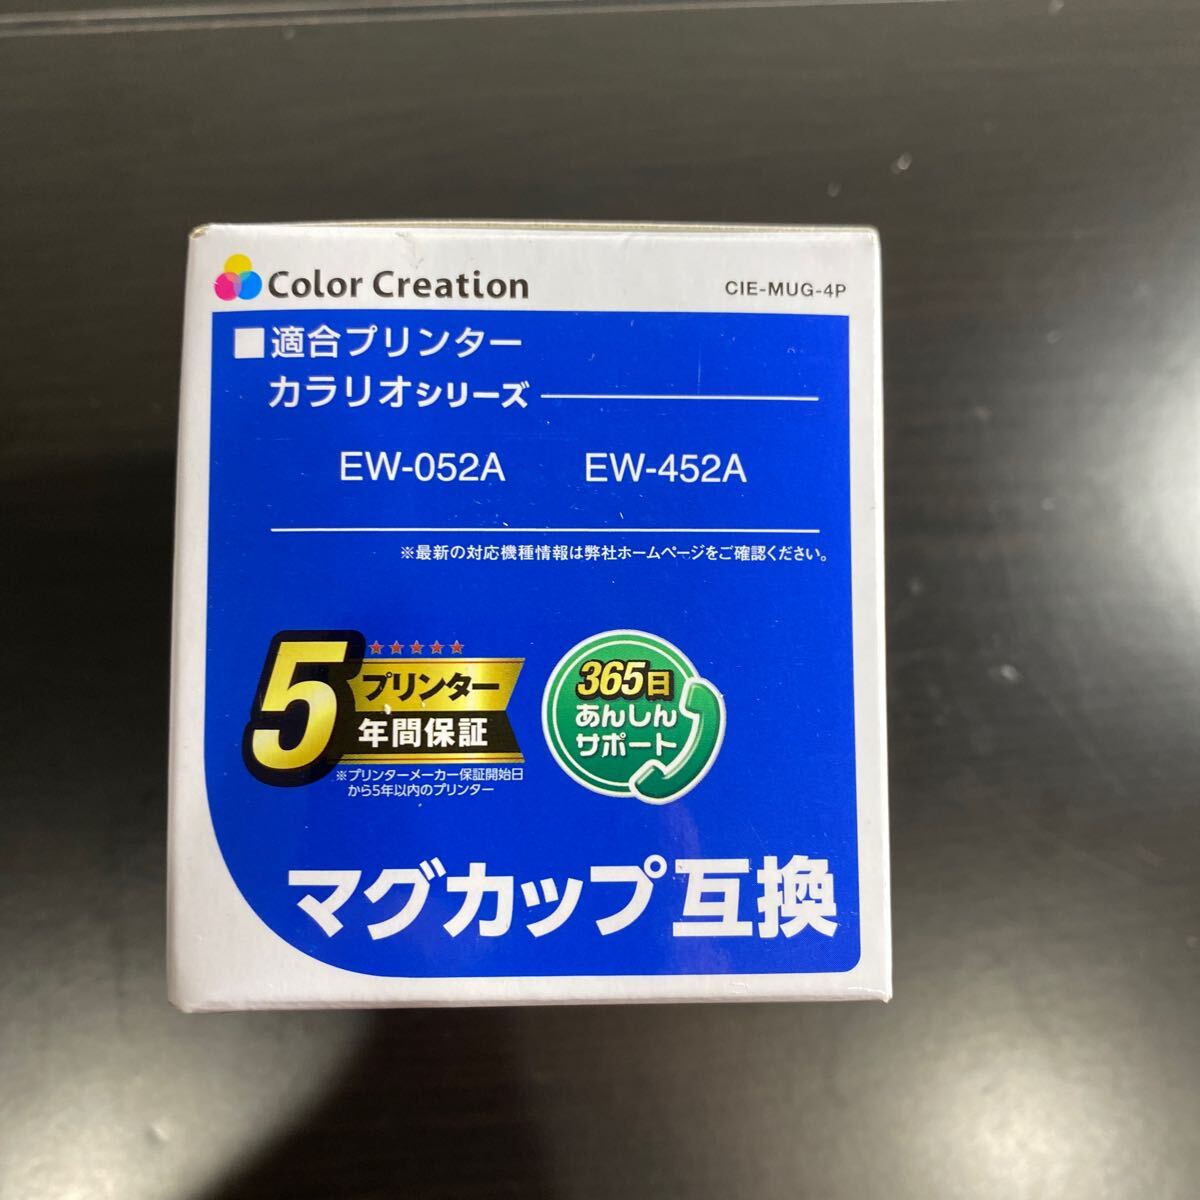 Color Creation
CIE-MUG-4P
■適合プリンター
カラリオシリーズ
EW-052A EW-452A
※最新の対応機種情報は弊社ホームページをご確認ください。
5プリンター
年間保証
※プリンターメーカー保証開始日
から5年以内のプリンター
365日
あんしん
サポート
マグカップ互換